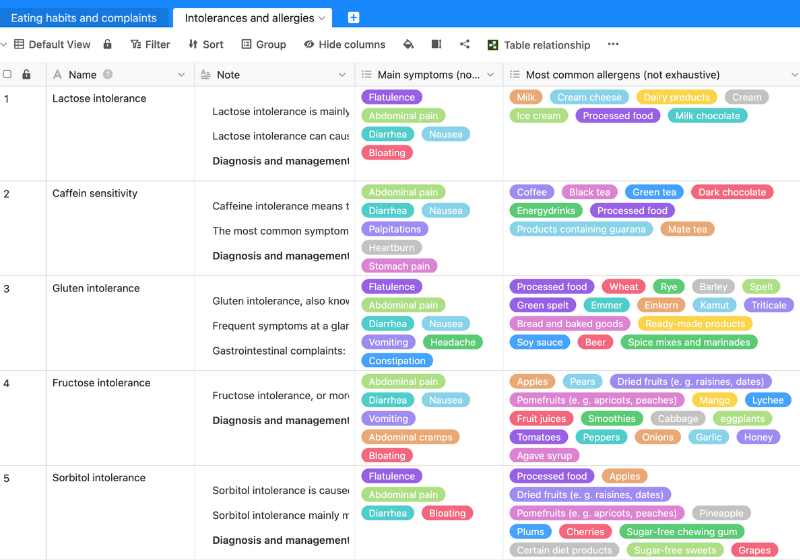 Eating habits and complaints Intolerances and allergies
Default View Filter Sort Group Hide columns Table relationship
A Name Note Main symptoms (no... Most common allergens (not exhaustive)
1 Lactose intolerance
Lactose intolerance is mainly
Lactose intolerance can caus
Diagnosis and management
Flatulence
Abdominal pain
Diarrhea Nausea
Bloating
Milk Cream cheese Dairy products Cream
Ice cream Processed food Milk chocolate
2 Caffein sensitivity
Caffeine intolerance means t
The most common symptom
Diagnosis and management
Abdominal pain
Diarrhea Nausea
Palpitations
Heartburn
Stomach pain
Coffee Black tea Green tea Dark chocolate
Energydrinks Processed food
Products containing guarana Mate tea
3 Gluten intolerance
Gluten intolerance, also know
Frequent symptoms at a glan
Gastrointestinal complaints:
Flatulence
Abdominal pain
Diarrhea Nausea
Vomiting Headache
Constipation
Processed food Wheat Rye Barley Spelt
Green spelt Emmer Einkorn Kamut Triticale
Bread and baked goods Ready-made products
Soy sauce Beer Spice mixes and marinades
4 Fructose intolerance
Fructose intolerance, or more
Diagnosis and management
Abdominal pain
Diarrhea Nausea
Vomiting
Abdominal cramps
Bloating
Apples Pears Dried fruits (e. g. raisines, dates)
Pomefruits (e. g. apricots, peaches) Mango Lychee
Fruit juices Smoothies Cabbage eggplants
Tomatoes Peppers Onions Garlic Honey
Agave syrup
5 Sorbitol intolerance
Sorbitol intolerance is cause
Sorbitol intolerance mainly m
Diagnosis and management
Flatulence
Abdominal pain
Diarrhea Bloating
Processed food Apples
Dried fruits (e. g. raisines, dates)
Pomefruits (e. g. apricots, peaches) Pineapple
Plums Cherries Sugar-free chewing gum
Certain diet products Sugar-free sweets Grapes